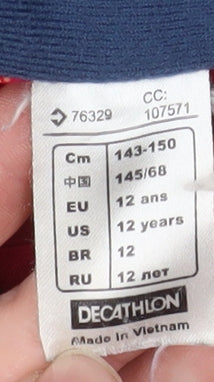 CC:
76329 107571
Cm 143-150
中国 145/68
EU 12 ans
US 12 years
BR 12
RU 12 лет
DECATHLON
Made in Vietnam